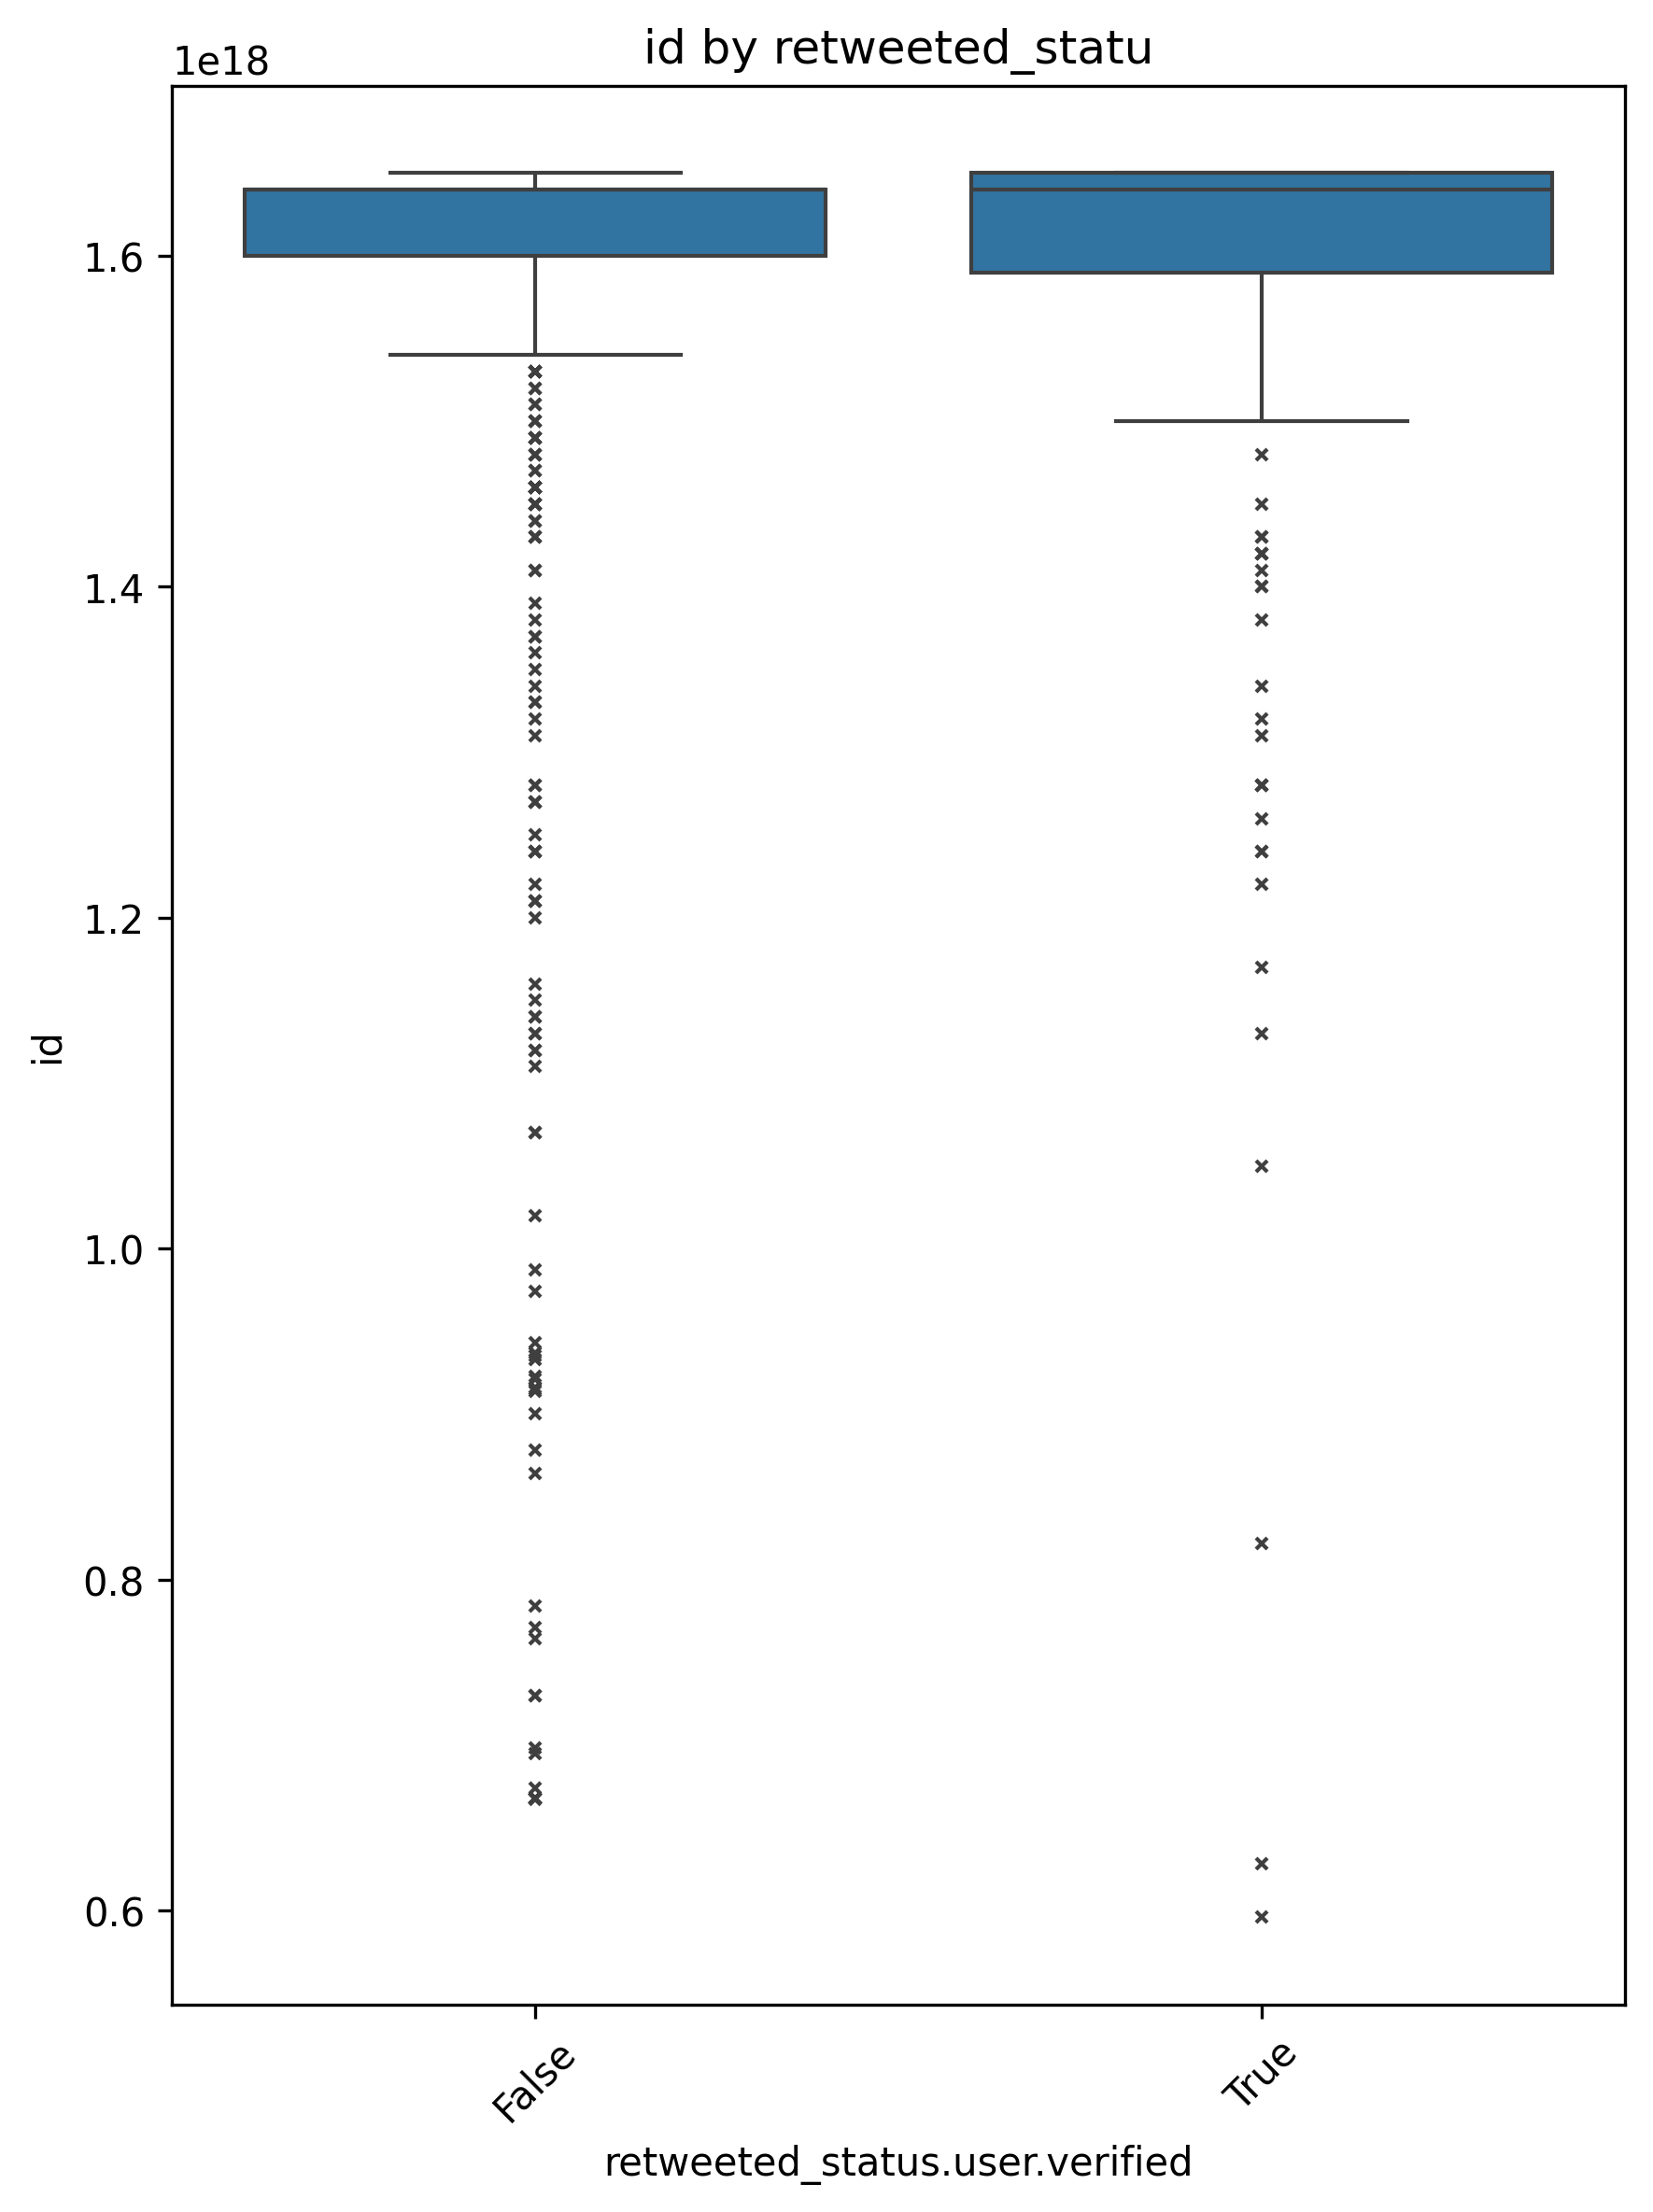 id by retweeted_statu
1e18
1.6
1.4
1.2
1.0
0.8
0.6
id
False
True
retweeted_status.user.verified